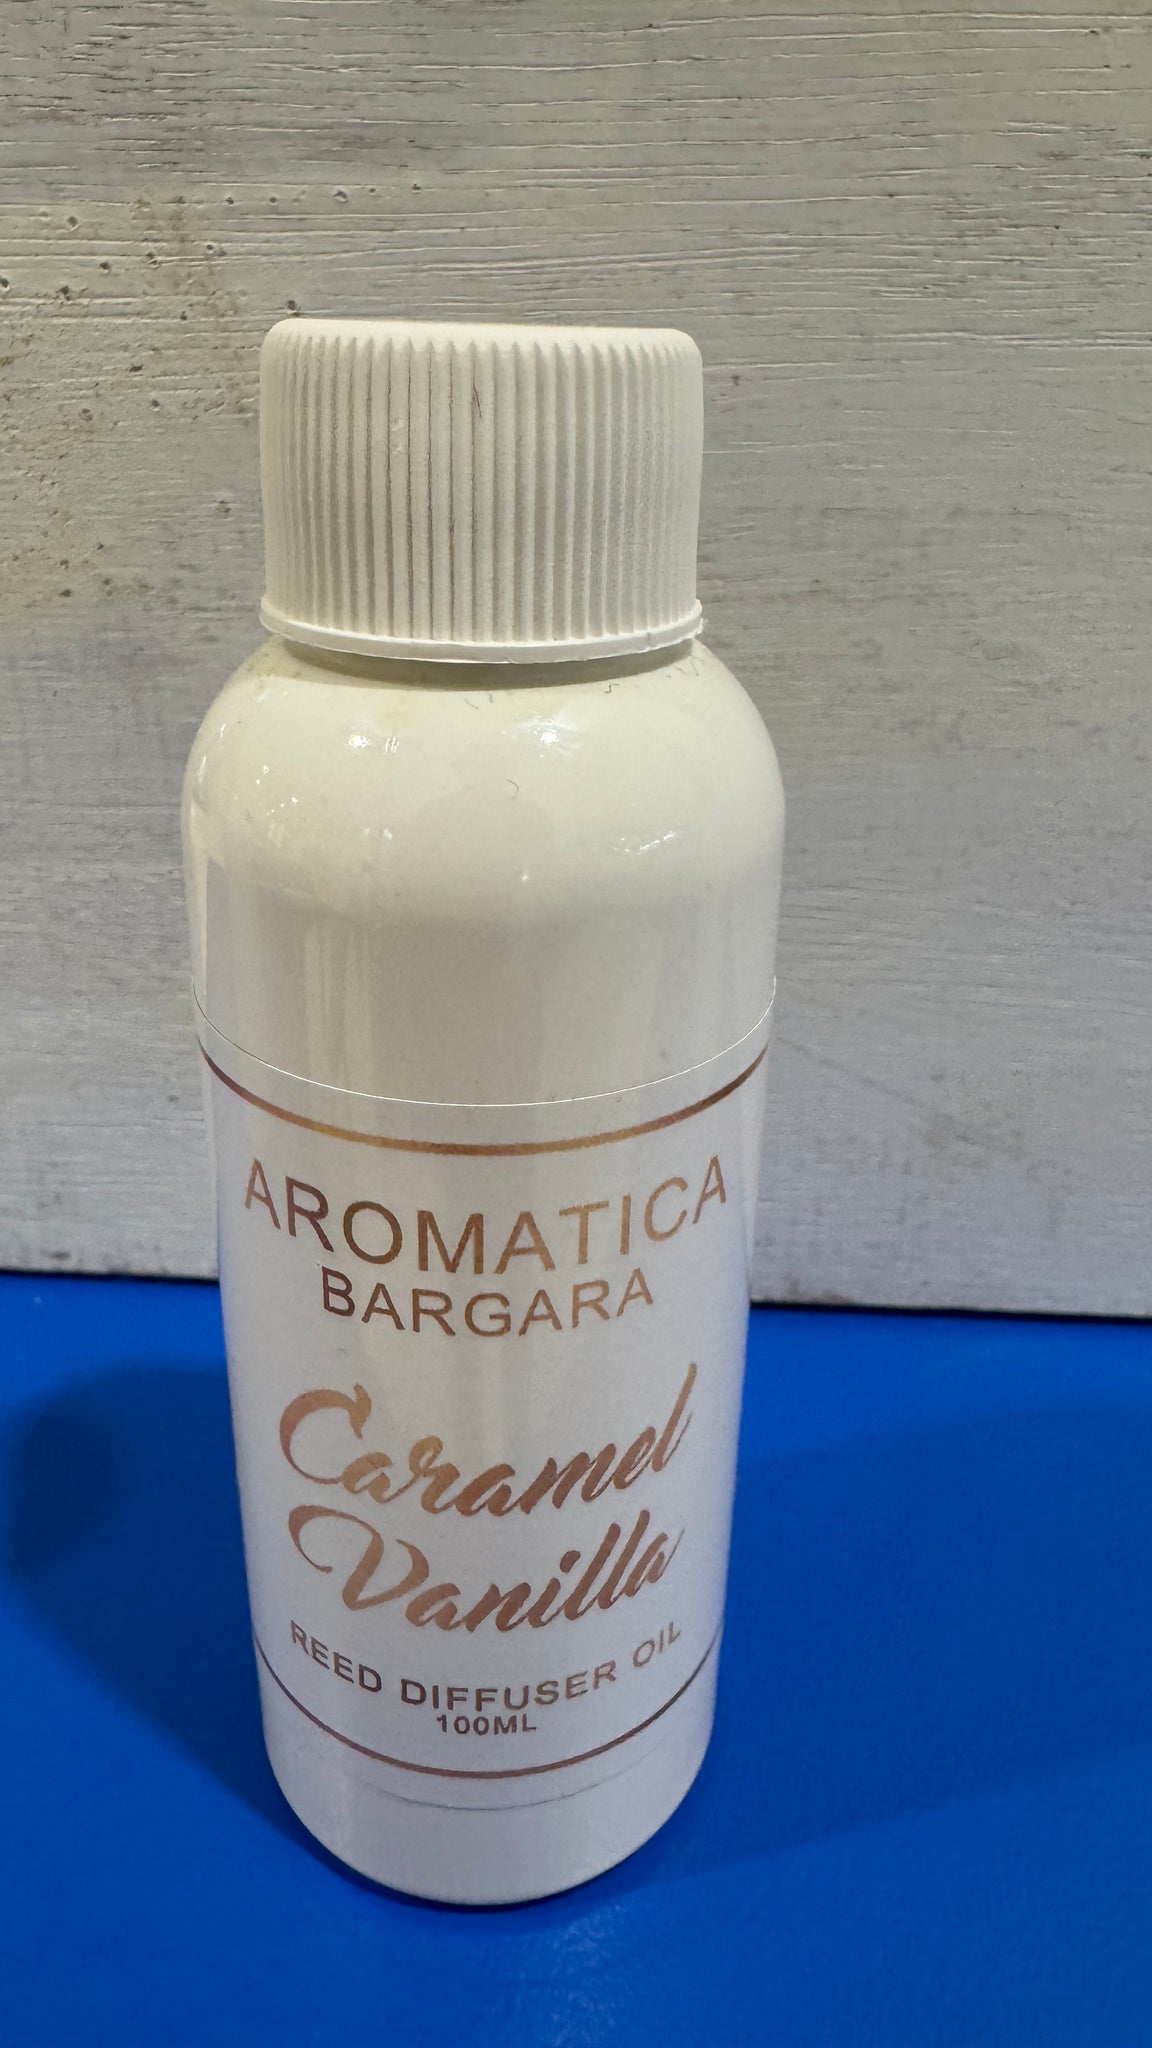 AROMATICA
BARGARA
Caramel
Vanilla
REED DIFFUSER OIL
100ML